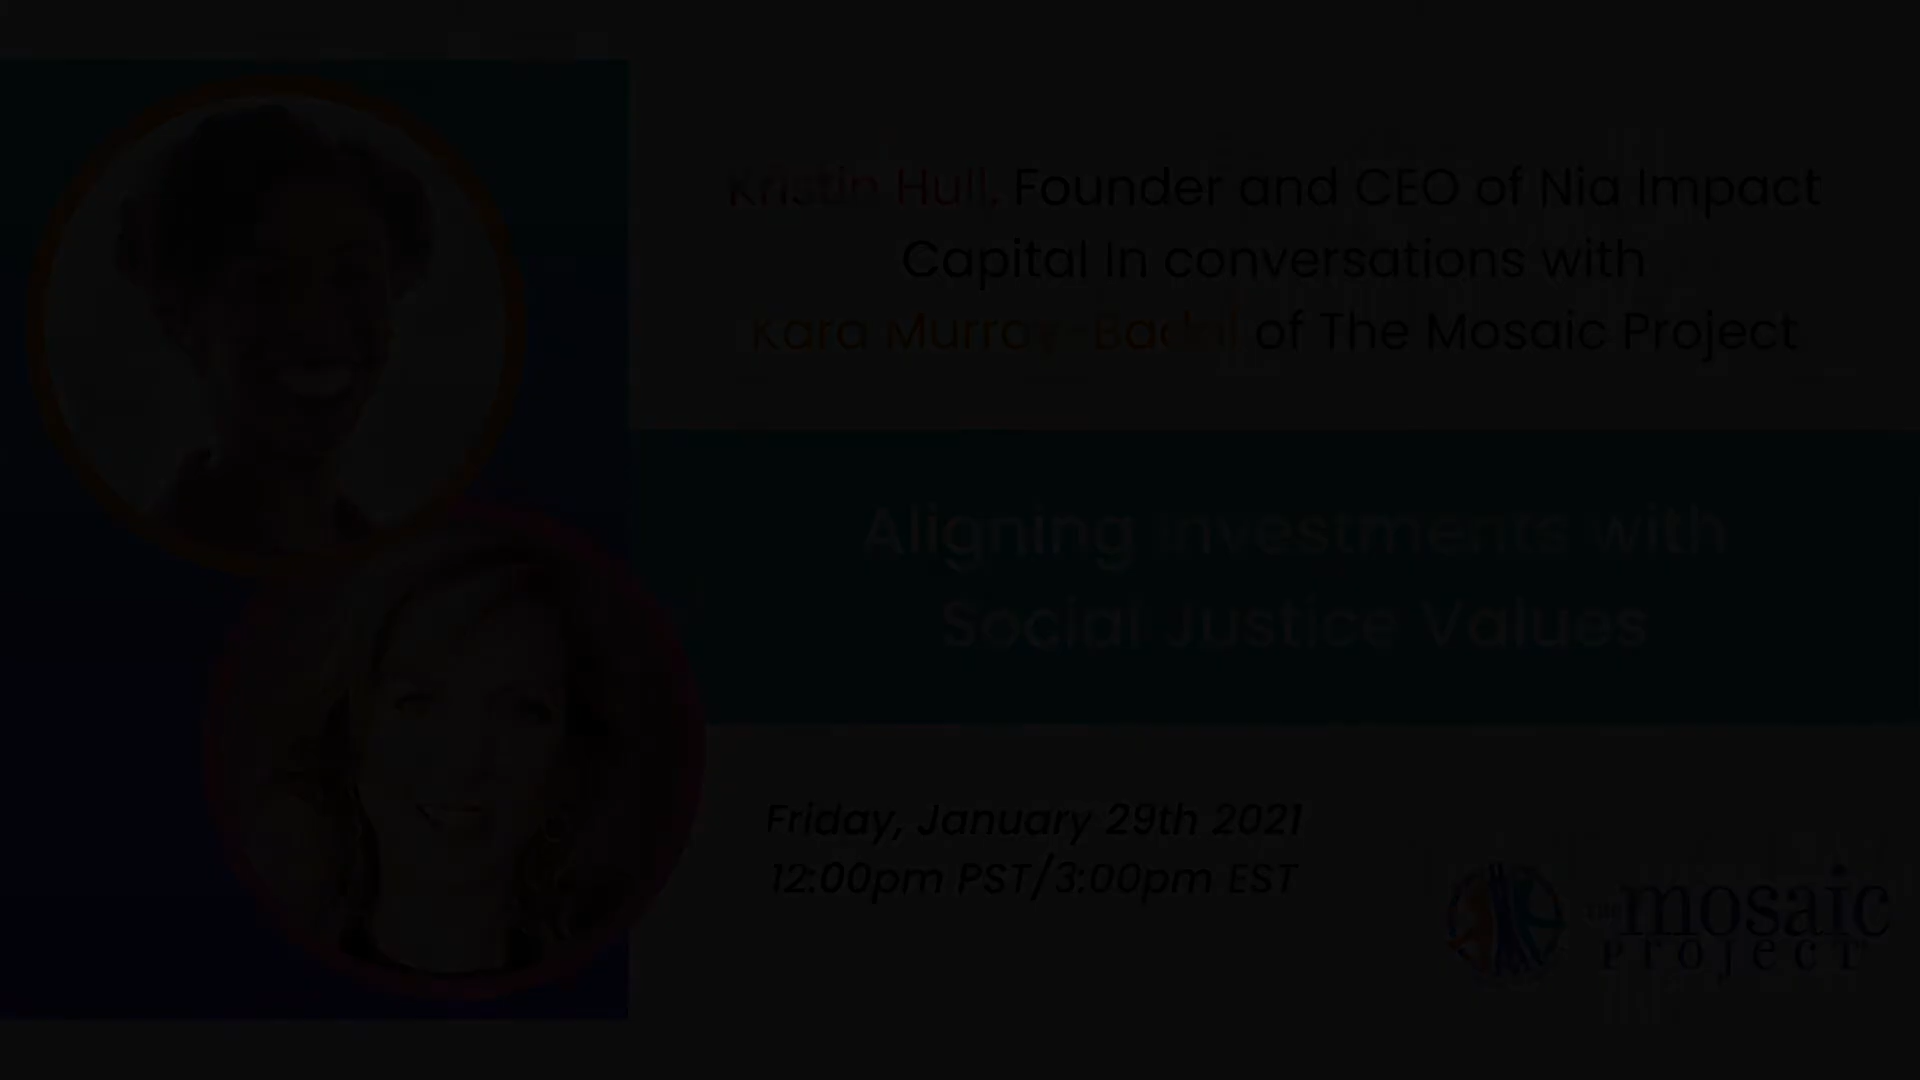 Kristin Hull, Founder and CEO of Nia Impact
Capital In conversations with
Kara Murray-Badal of The Mosaic Project
Aligning Investments with
Social Justice Values
Friday, January 29th 2021
12:00pm PST/3:00pm EST
THE mosaic
PROJECT